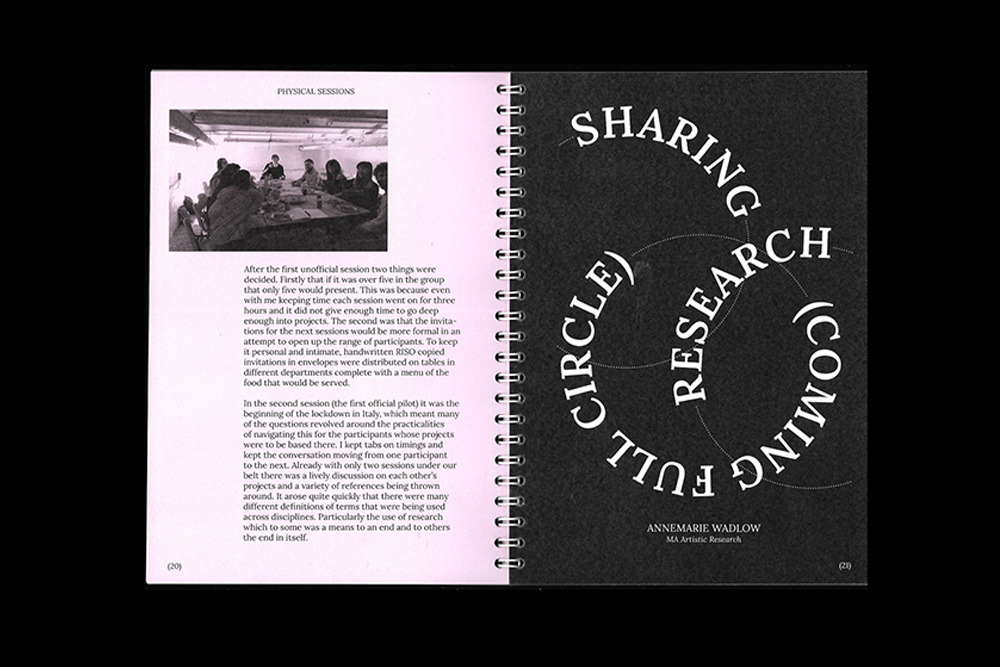 PHYSICAL SESSIONS
After the first unofficial session two things were
decided. Firstly that if it was over five in the group
that only five would present. This was because even
with me keeping time each session went on for three
hours and it did not give enough time to go deep
enough into projects. The second was that the invita-
tions for the next sessions would be more formal in an
attempt to open up the range of participants. To keep
it personal and intimate, handwritten RISO copied
invitations in envelopes were distributed on tables in
different departments complete with a menu of the
food that would be served.
In the second session (the first official pilot) it was the
beginning of the lockdown in Italy, which meant many
of the questions revolved around the practicalities
of navigating this for the participants whose projects
were to be based there. I kept tabs on timings and
kept the conversation moving from one participant
to the next. Already with only two sessions under our
belt there was a lively discussion on each other's
projects and a variety of references being thrown
around. It arose quite quickly that there were many
different definitions of terms that were being used
across disciplines. Particularly the use of research
which to some was a means to an end and to others
the end in itself.
(20)
SHARING
RESEARCH
(COMING FULL CIRCLE)
ANNEMARIE WADLOW
MA Artistic Research
(21)